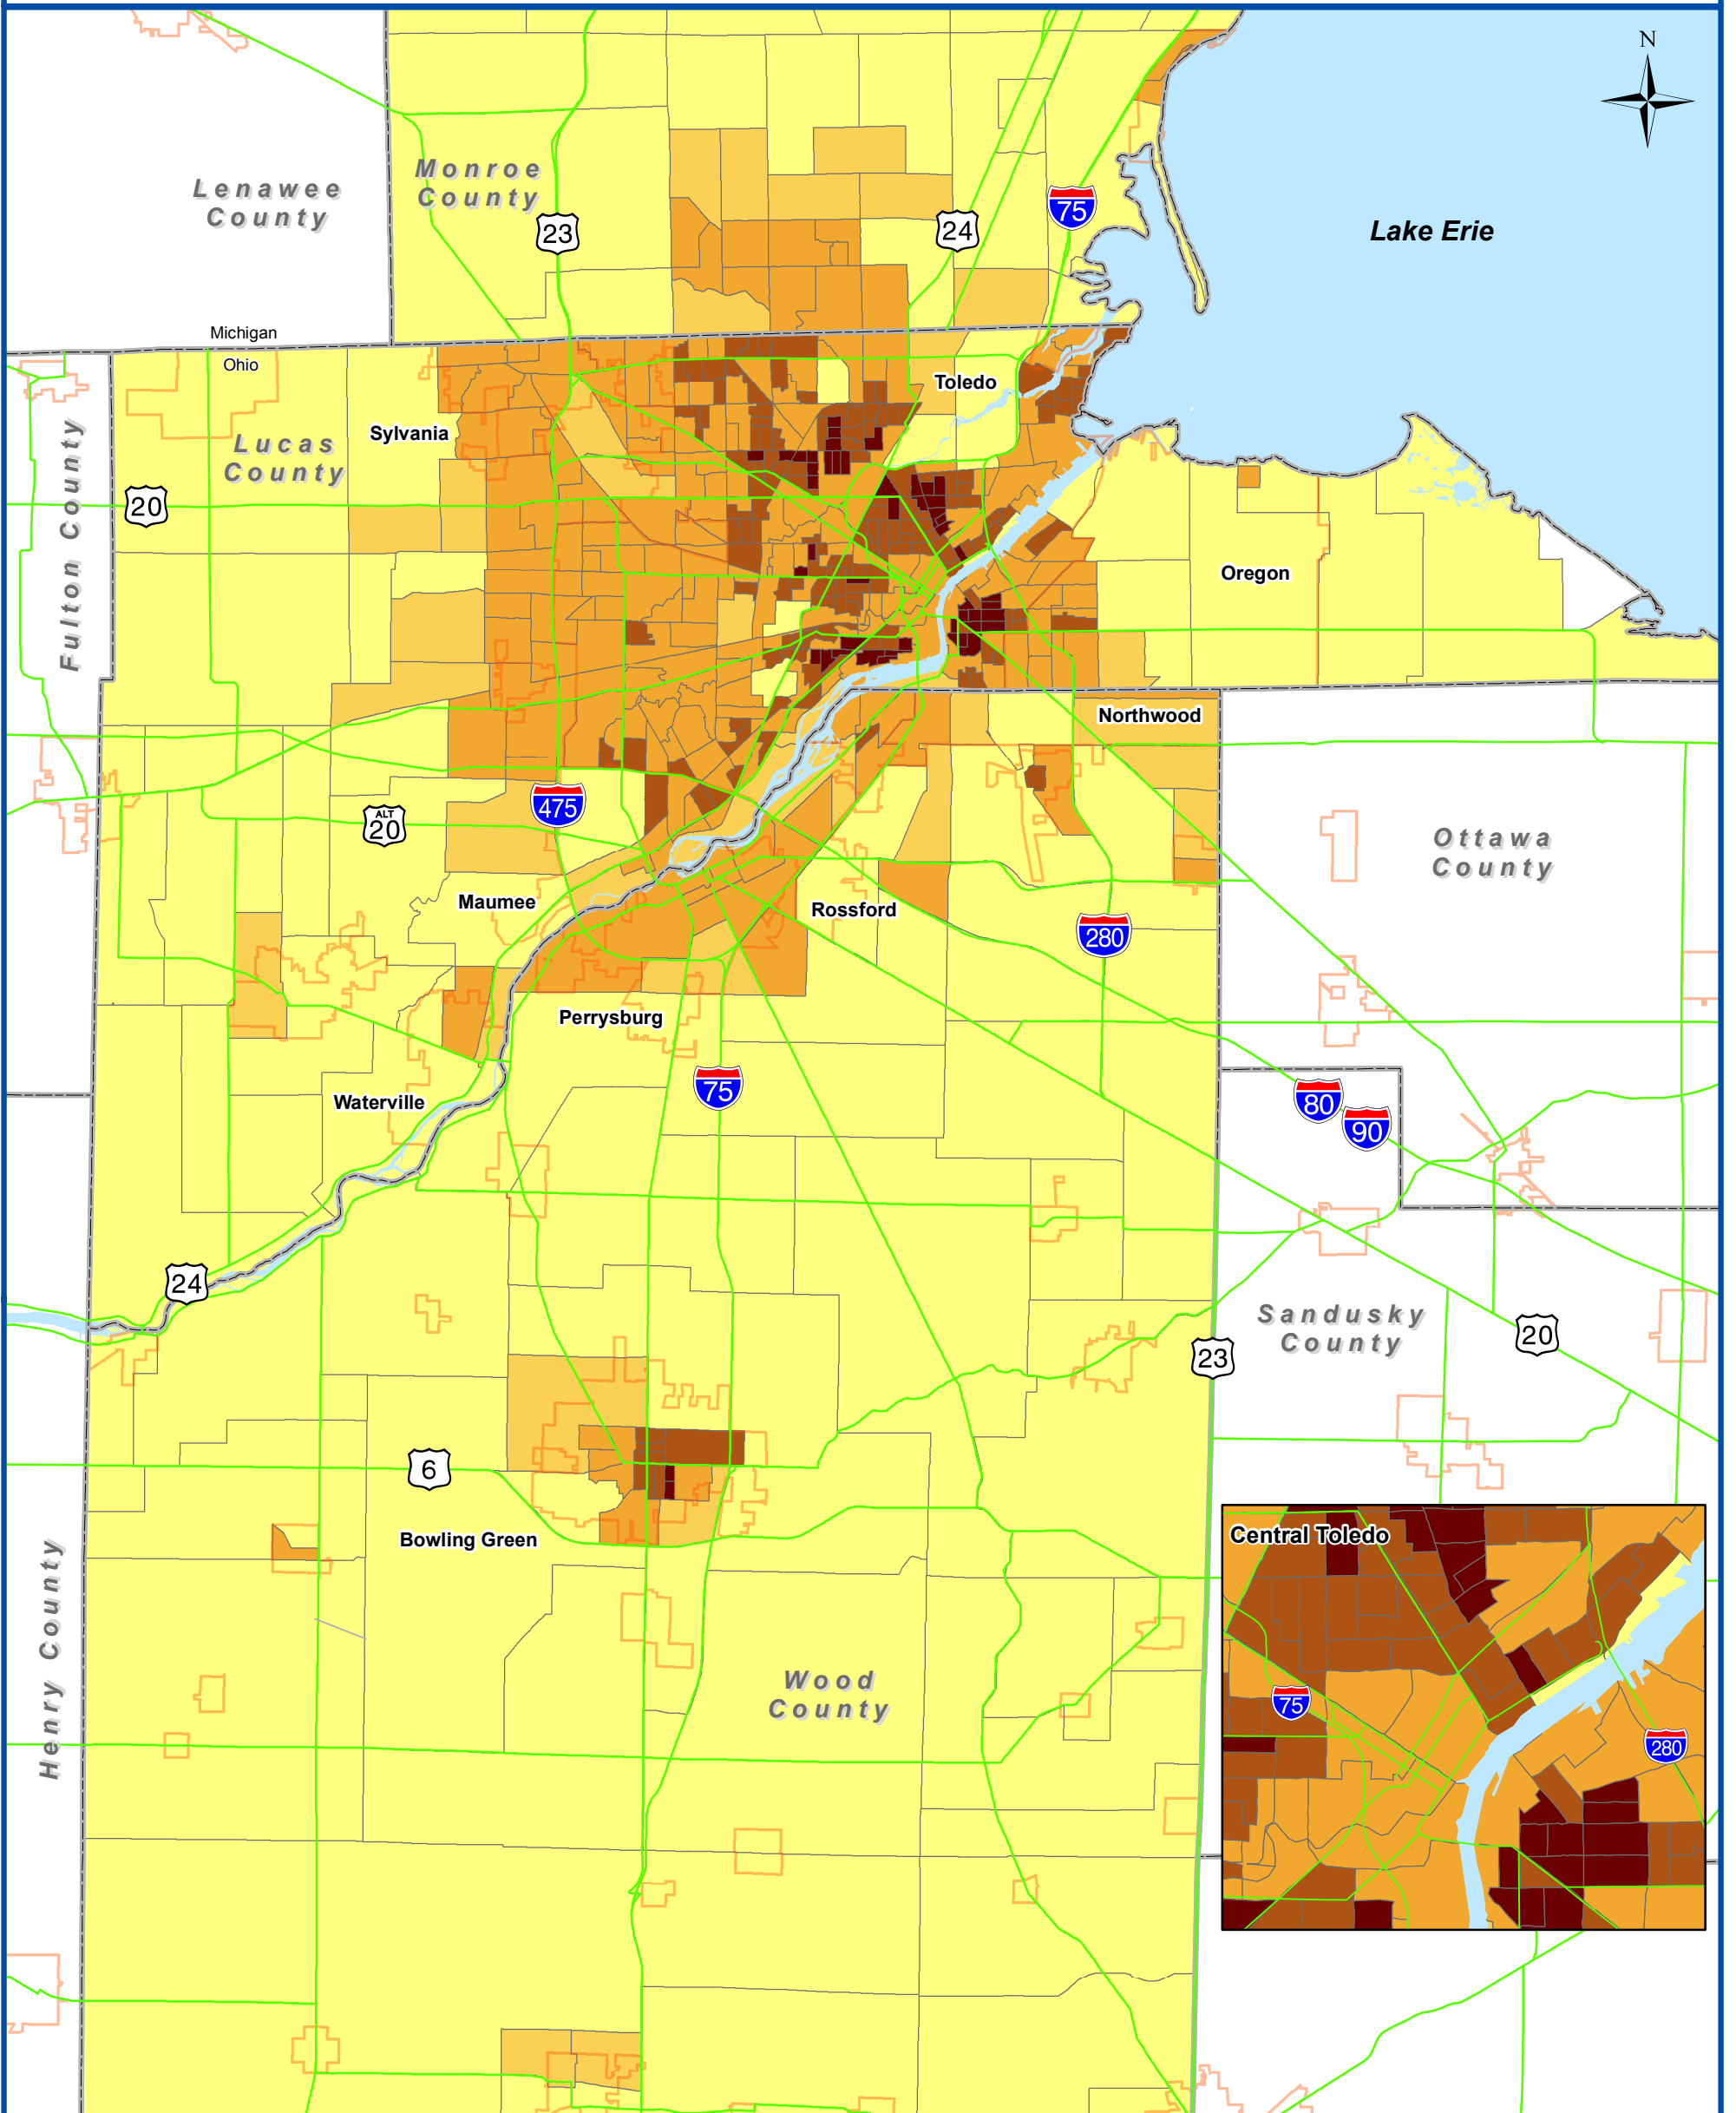 N
Lenawee
County
Monroe
County
23
24
75
Lake Erie
Michigan
Ohio
Toledo
Sylvania
Lucas
County
20
Fulton County
Oregon
Northwood
475
ALT
20
Ottawa
County
Maumee
Rossford
280
Perrysburg
75
Waterville
80
90
24
Sandusky
County
20
23
6
Bowling Green
Central Toledo
Henry County
Wood
County
75
280